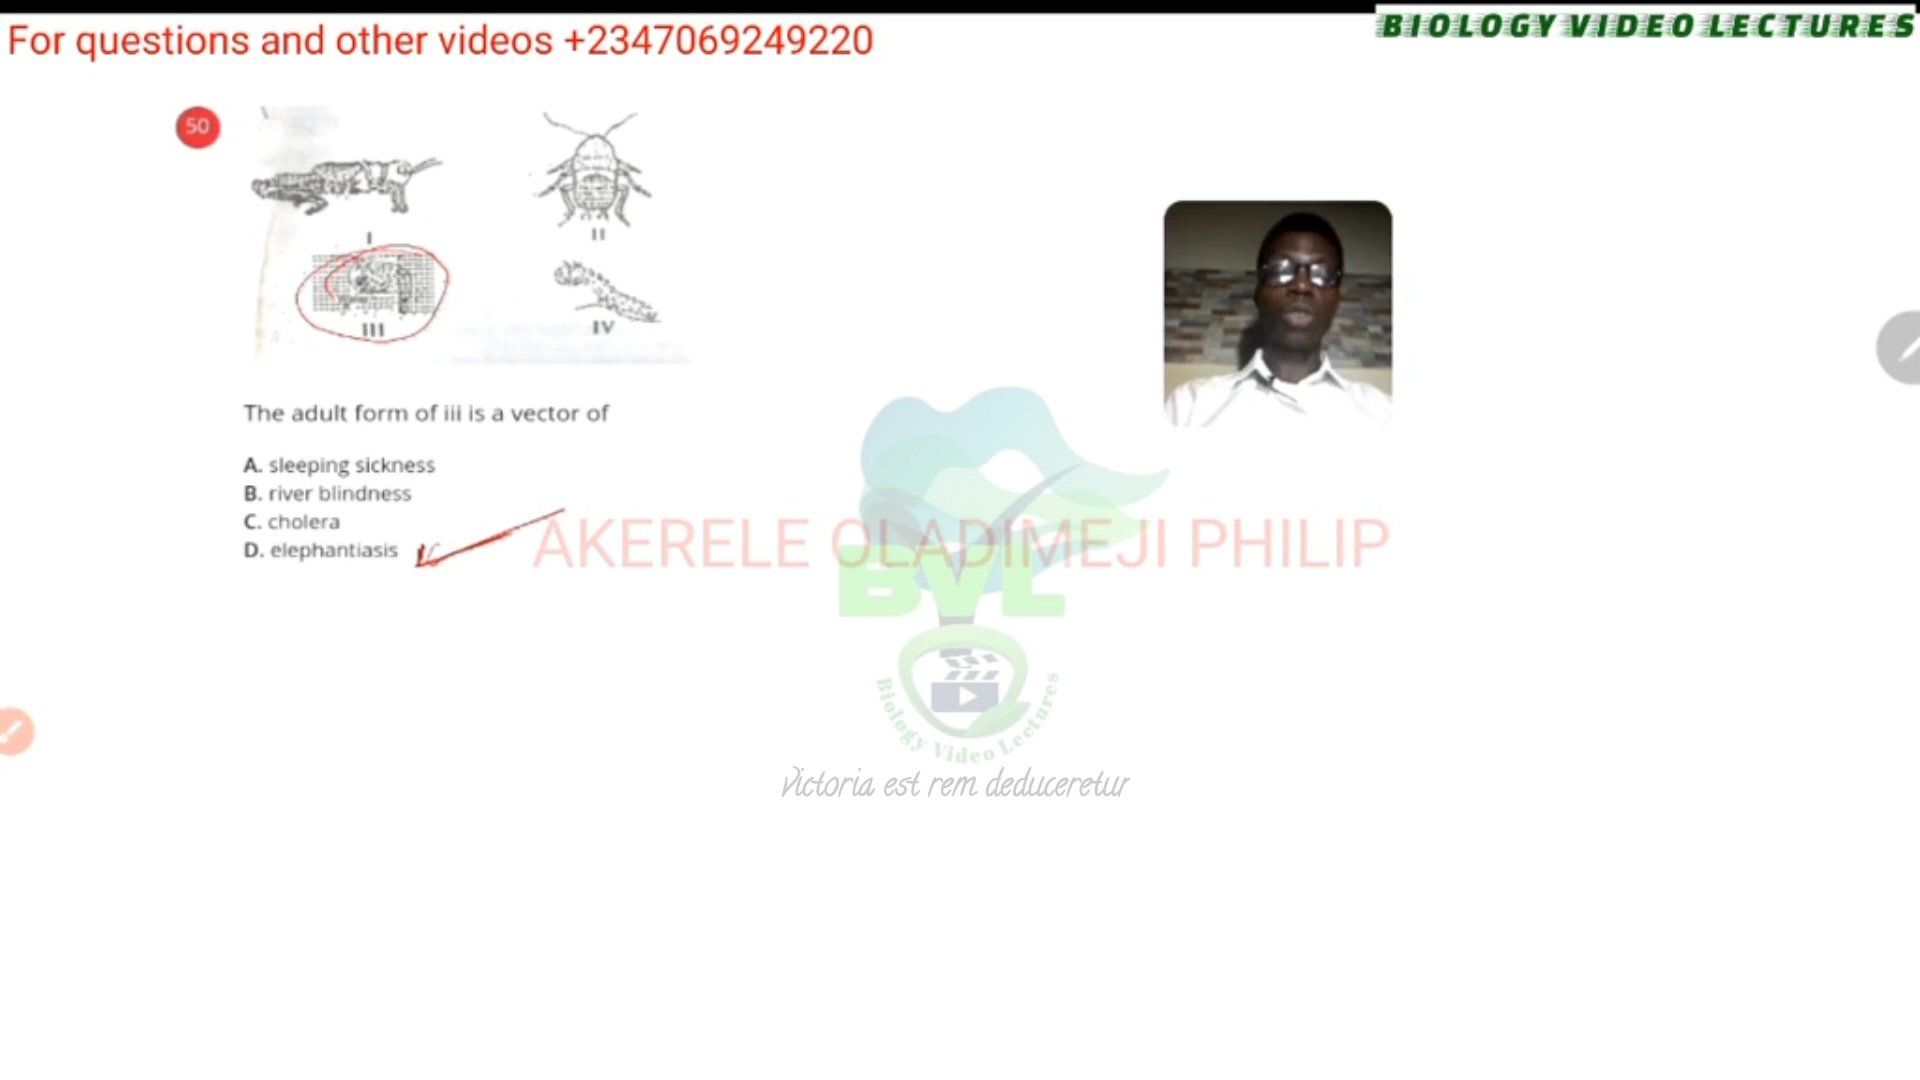 BIOLOGY VIDEO LECTURES
For questions and other videos +2347069249220
50
I
II
III
IV
The adult form of iii is a vector of
A. sleeping sickness
B. river blindness
C. cholera
D. elephantiasis
AKERELE OLADIMEJI PHILIP
BVL
Biology Video Lectures
Victoria est rem deduceretur